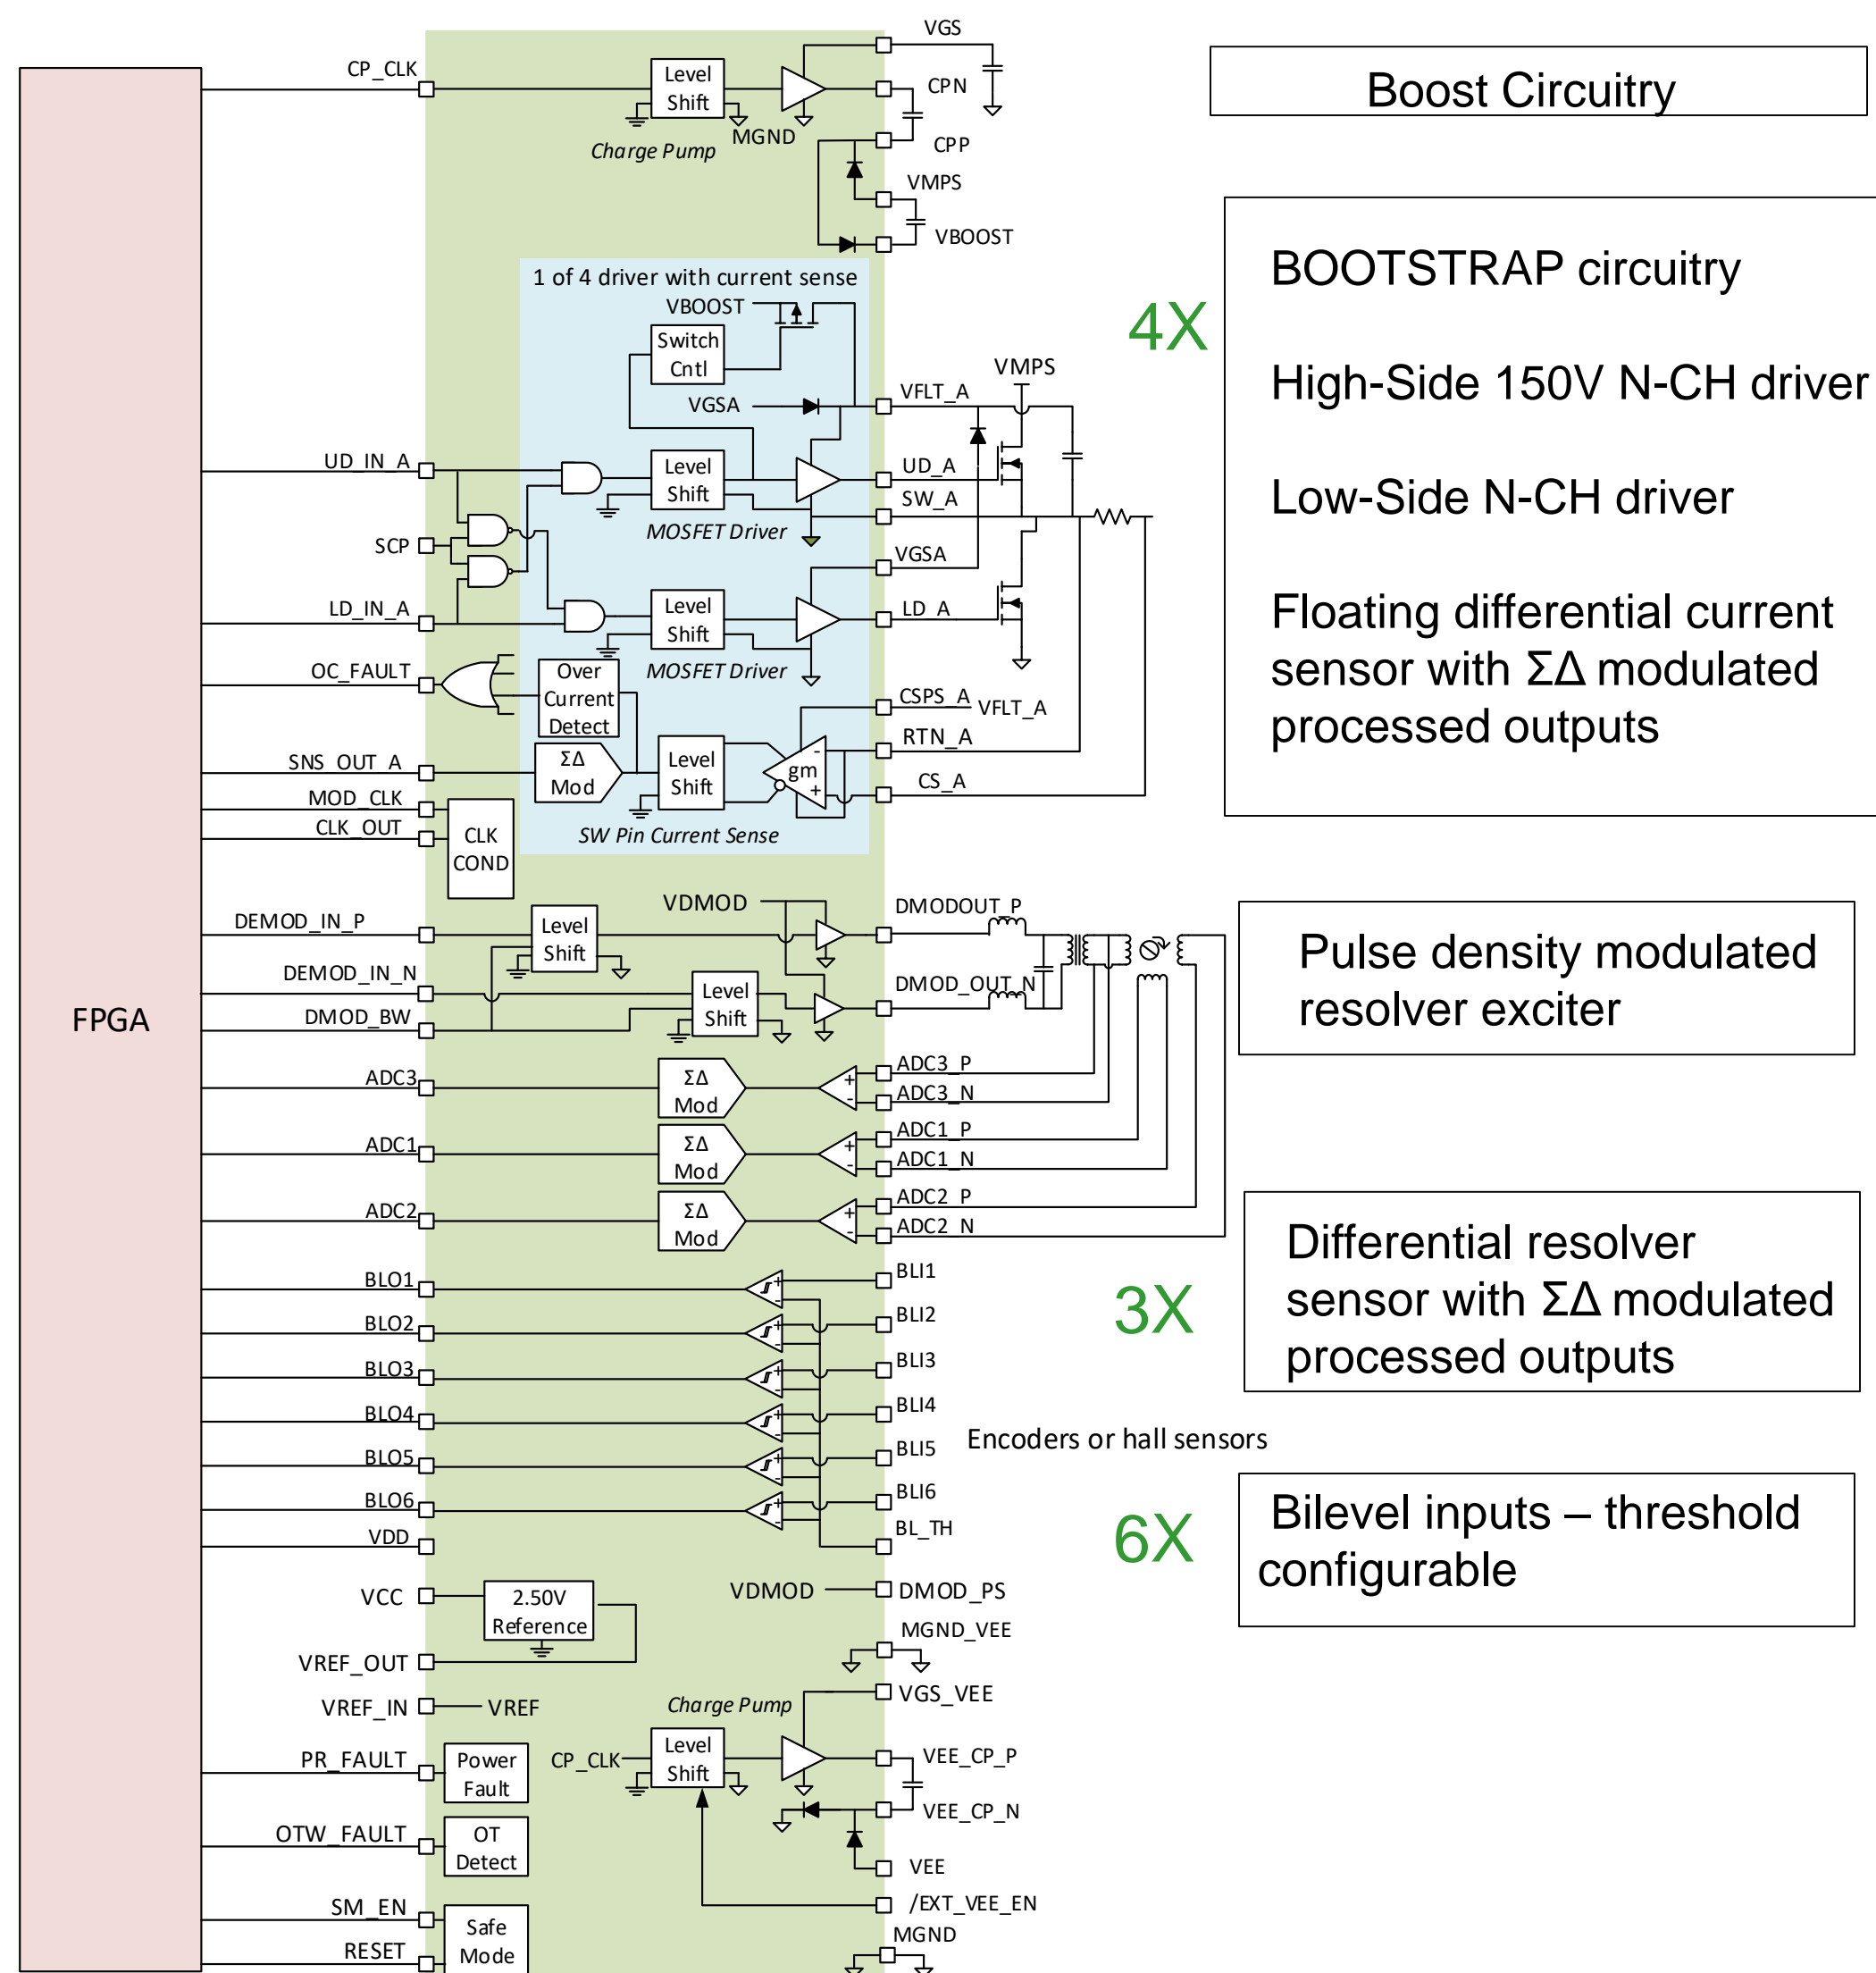 VGS
CP_CLK
Level
Shift
CPN
MGND
Charge Pump
CPP
VMPS
VBOOST
Boost Circuitry
1 of 4 driver with current sense
VBOOST
Switch
Cntl
VGSA
VFLT_A
VMPS
4X
BOOTSTRAP circuitry
High-Side 150V N-CH driver
Low-Side N-CH driver
Floating differential current
sensor with ΣΔ modulated
processed outputs
UD_IN_A
Level
Shift
UD_A
SW_A
MOSFET Driver
SCP
VGSA
LD_IN_A
Level
Shift
LD_A
MOSFET Driver
OC_FAULT
Over
Current
Detect
CSPS_A
VFLT_A
RTN_A
SNS_OUT_A
ΣΔ
Mod
Level
Shift
-
gm
+
CS_A
SW Pin Current Sense
MOD_CLK
CLK_OUT
CLK
COND
FPGA
VDMOD
DMODOUT_P
DEMOD_IN_P
Level
Shift
DEMOD_IN_N
Level
Shift
DMOD_OUT_N
DMOD_BW
Pulse density modulated
resolver exciter
ADC3
ΣΔ
Mod
+
-
ADC3_P
ADC3_N
ADC1
ΣΔ
Mod
+
-
ADC1_P
ADC1_N
ADC2
ΣΔ
Mod
+
-
ADC2_P
ADC2_N
3X
Differential resolver
sensor with ΣΔ modulated
processed outputs
BLO1
+
-
BLI1
BLO2
+
-
BLI2
BLO3
+
-
BLI3
BLO4
+
-
BLI4
BLO5
+
-
BLI5
Encoders or hall sensors
BLO6
+
-
BLI6
BL_TH
VDD
6X
Bilevel inputs – threshold
configurable
VCC
2.50V
Reference
VDMOD
DMOD_PS
MGND_VEE
VREF_OUT
VREF_IN
VREF
Charge Pump
VGS_VEE
PR_FAULT
Power
Fault
CP_CLK
Level
Shift
VEE_CP_P
VEE_CP_N
OTW_FAULT
OT
Detect
VEE
/EXT_VEE_EN
SM_EN
RESET
Safe
Mode
MGND